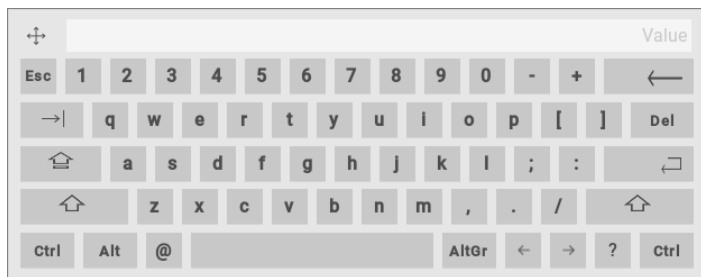 Value
Esc 1 2 3 4 5 6 7 8 9 0 - + ←
→| q w e r t y u i o p [ ] Del
a s d f g h j k l ; :
z x c v b n m , . /
Ctrl Alt @ AltGr ← → ? Ctrl